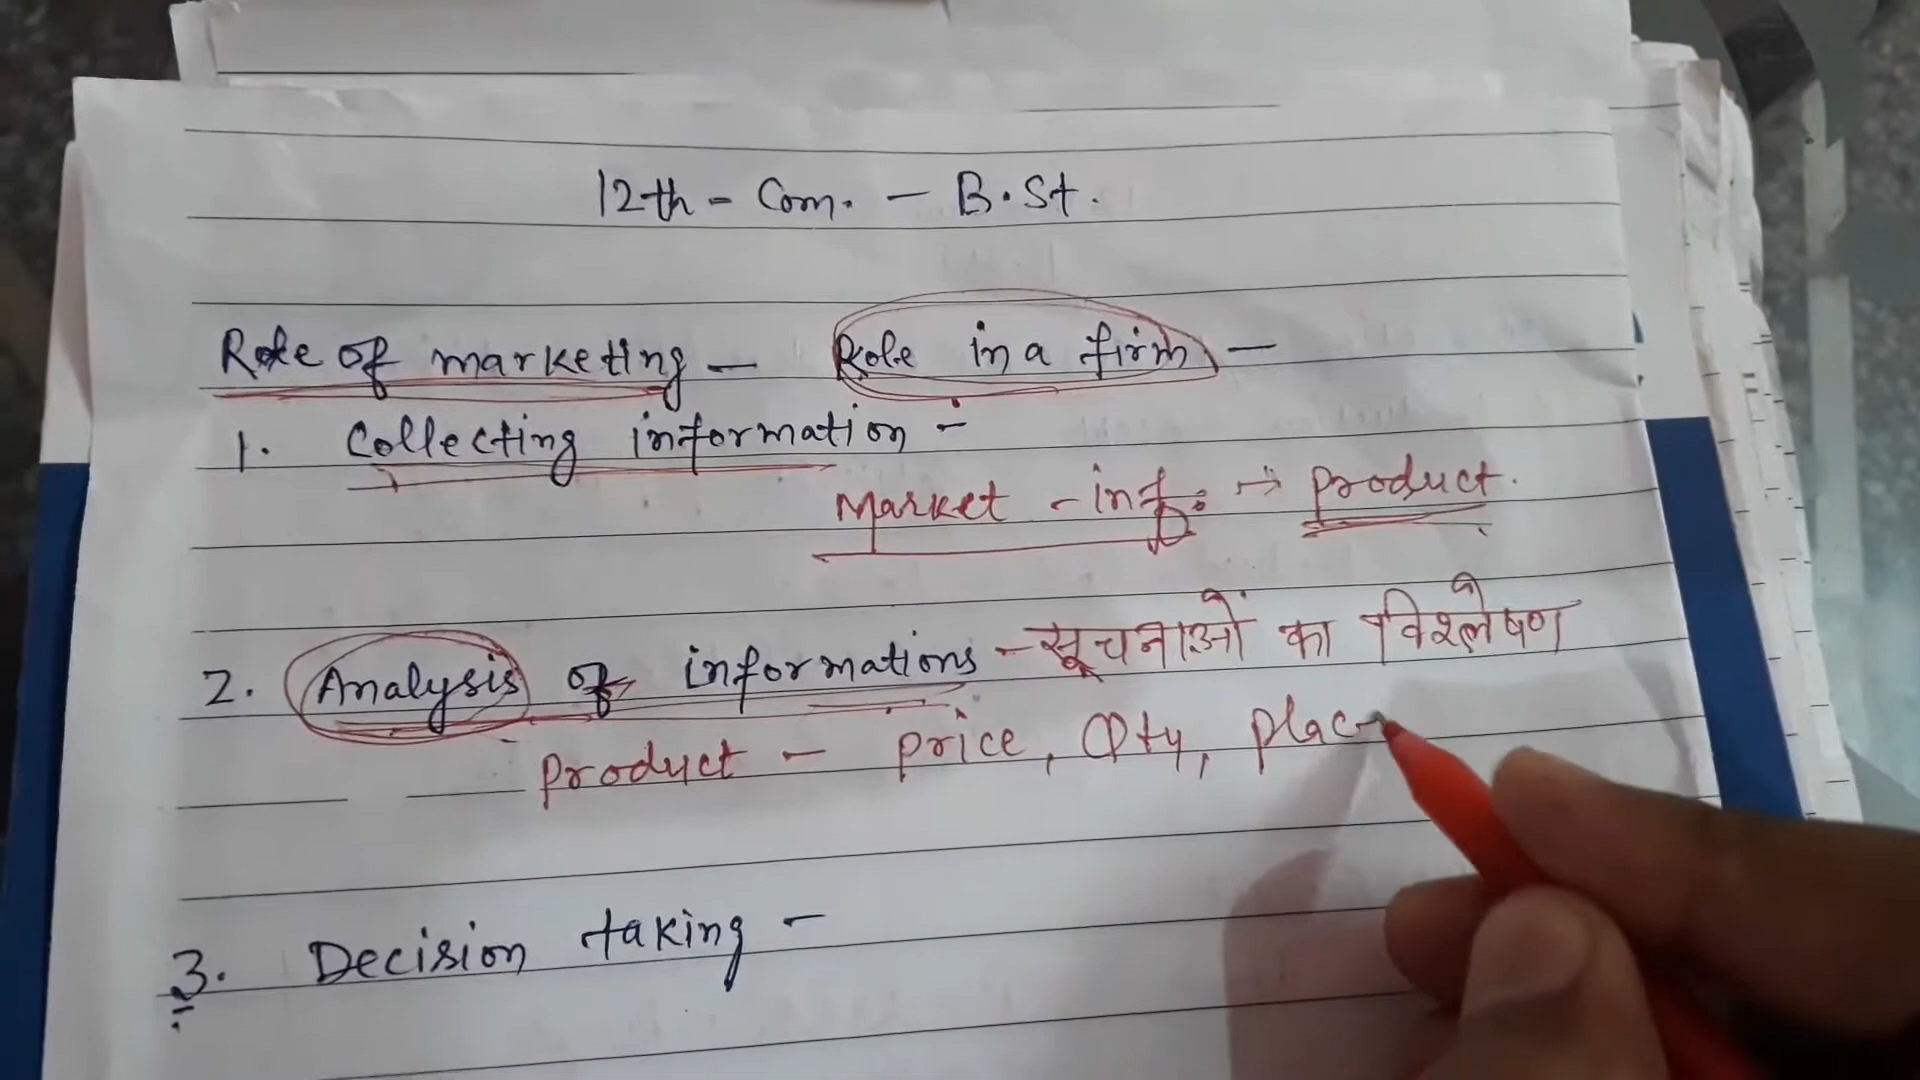 12th - Com. - B.St.
Role of marketing - Role in a firm -
1. Collecting information -
Market - inf. → product.
2. Analysis of informations - सूचनाओं का विश्लेषण
product - price, Qty, plac
3. Decision taking -